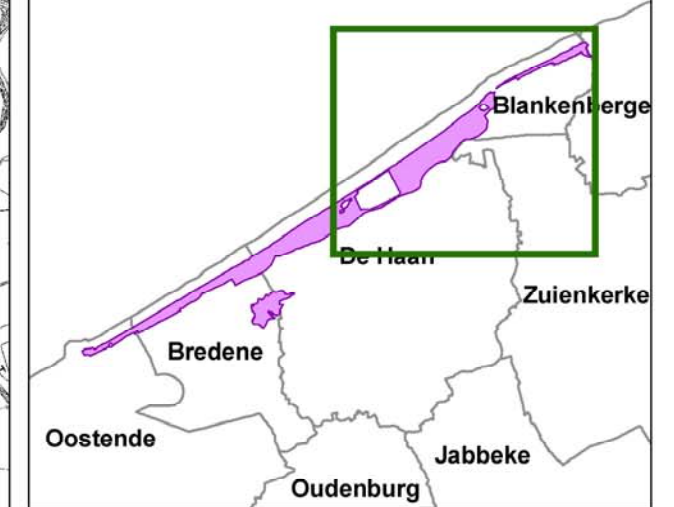 Blankenberge
De Haan
Zuienkerke
Bredene
Oostende
Jabbeke
Oudenburg